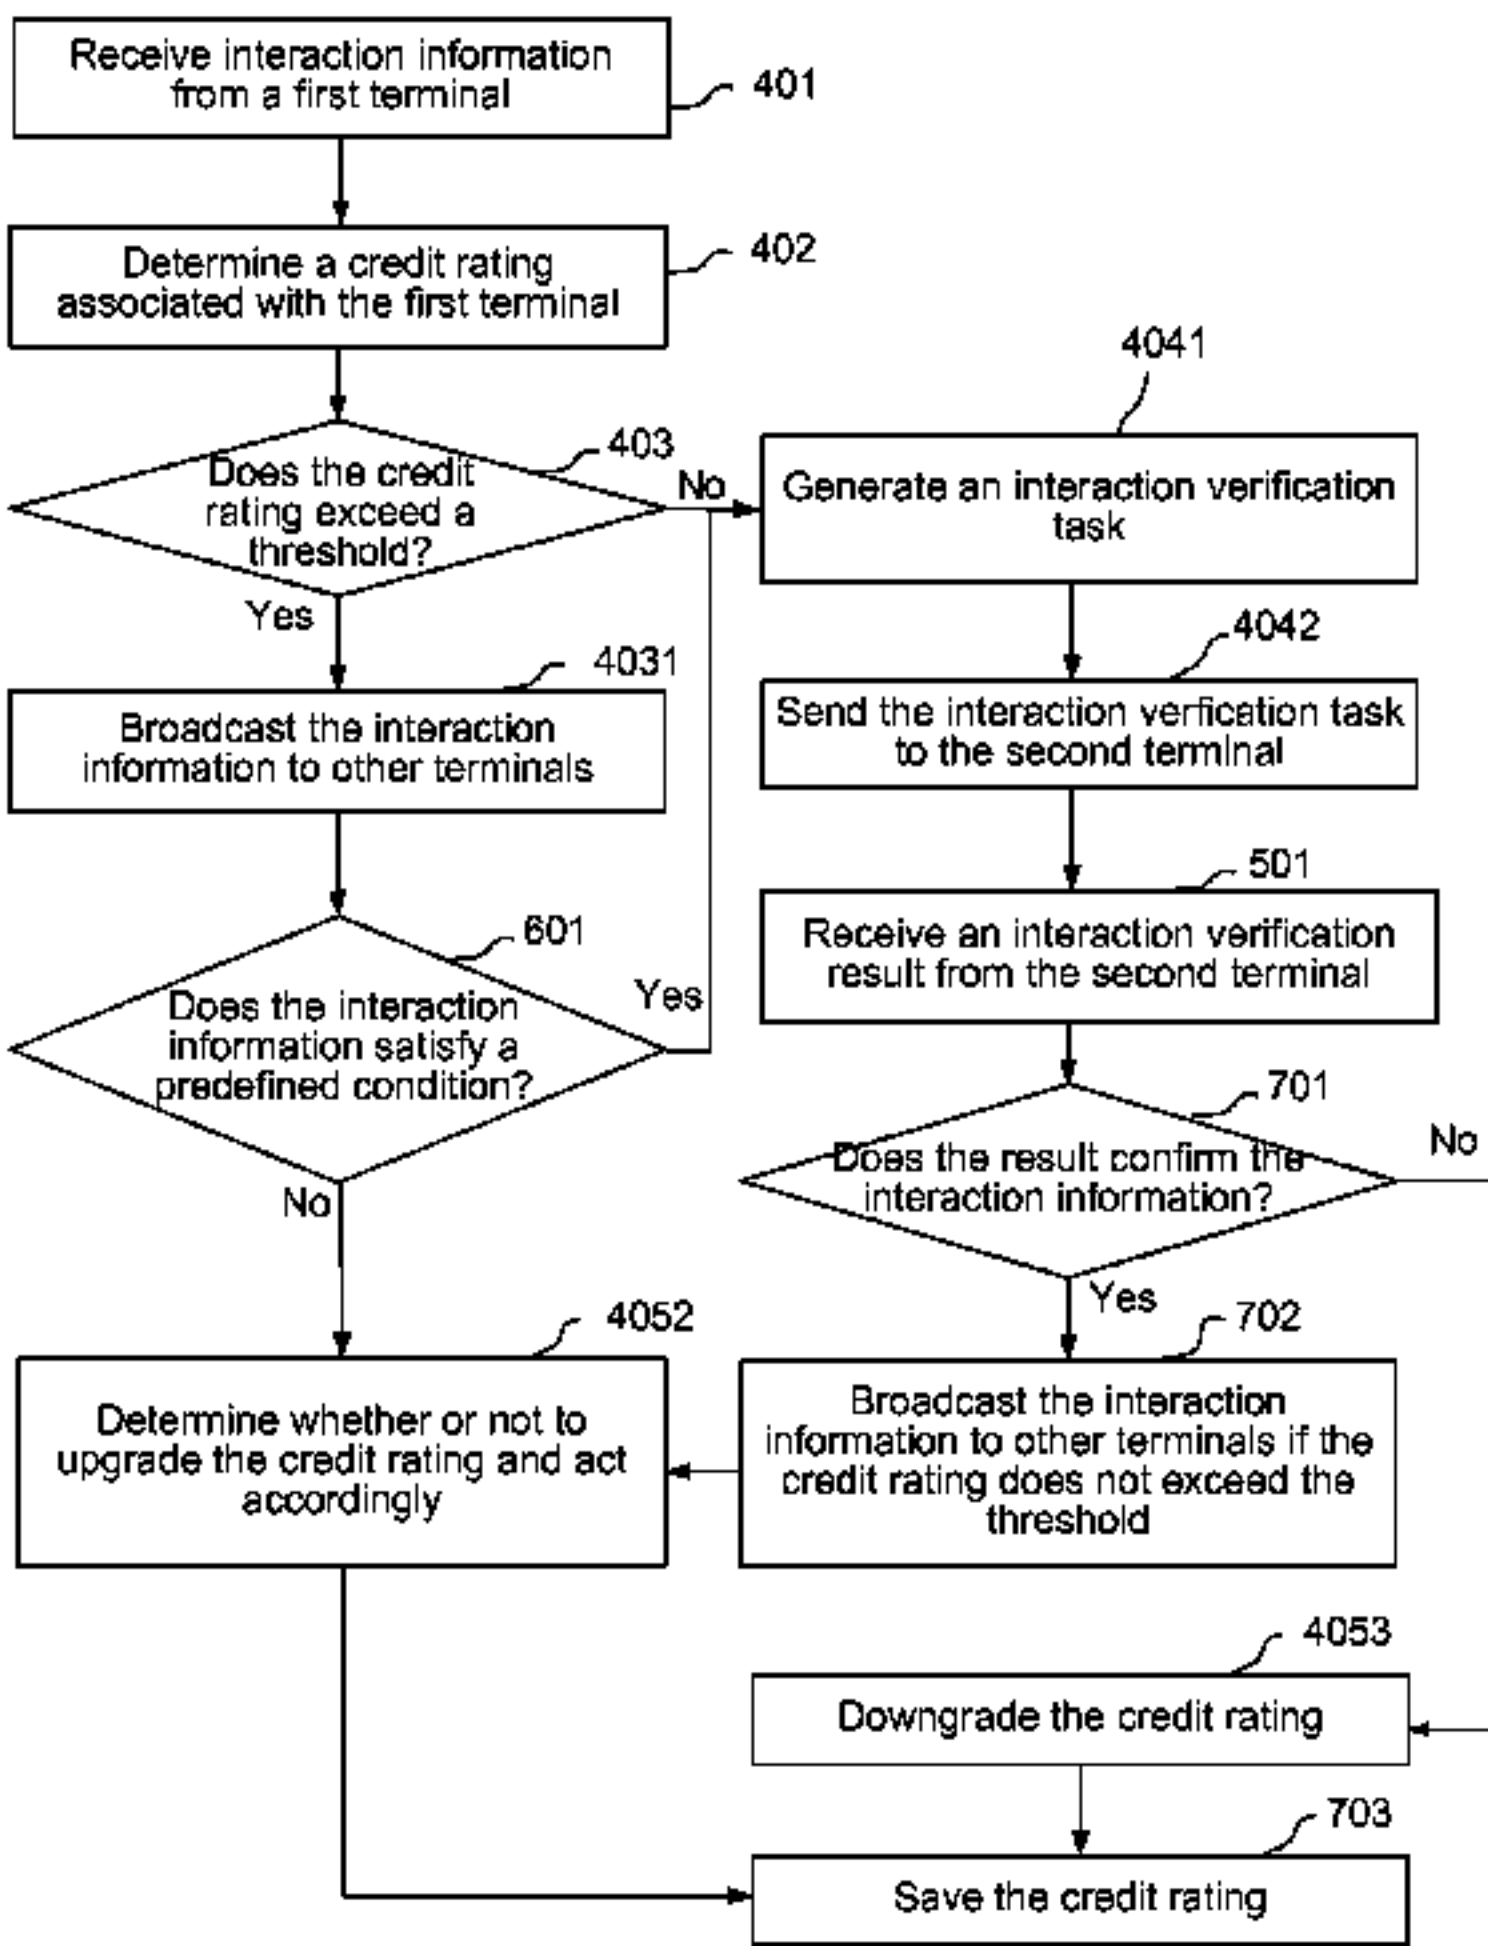 Receive interaction information
from a first terminal
401
Determine a credit rating
associated with the first terminal
402
Does the credit
rating exceed a
threshold?
403
No
Yes
4041
Generate an interaction verification
task
4031
Broadcast the interaction
information to other terminals
4042
Send the interaction verfication task
to the second terminal
601
Does the interaction
information satisfy a
predefined condition?
Yes
No
501
Receive an interaction verification
result from the second terminal
701
Does the result confirm the
interaction information?
No
Yes
4052
Determine whether or not to
upgrade the credit rating and act
accordingly
702
Broadcast the interaction
information to other terminals if the
credit rating does not exceed the
threshold
4053
Downgrade the credit rating
703
Save the credit rating